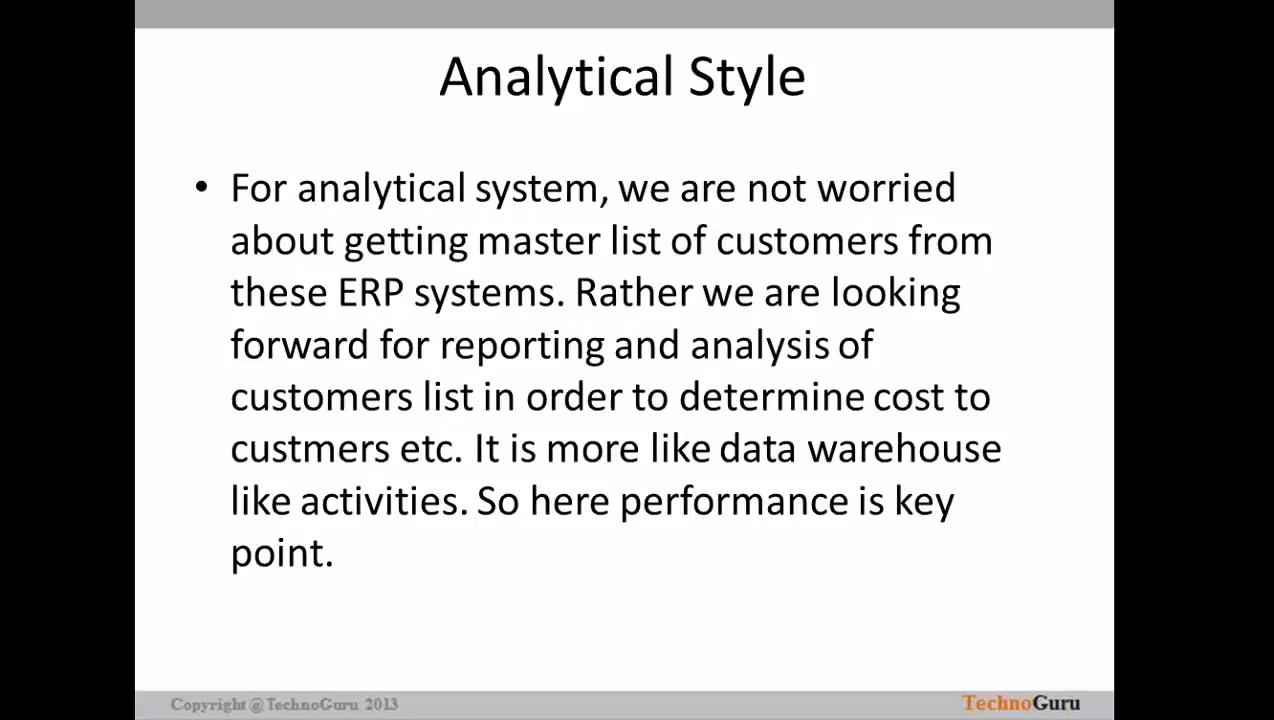 Analytical Style
• For analytical system, we are not worried
about getting master list of customers from
these ERP systems. Rather we are looking
forward for reporting and analysis of
customers list in order to determine cost to
custmers etc. It is more like data warehouse
like activities. So here performance is key
point.
Copyright @ TechnoGuru 2013
TechnoGuru